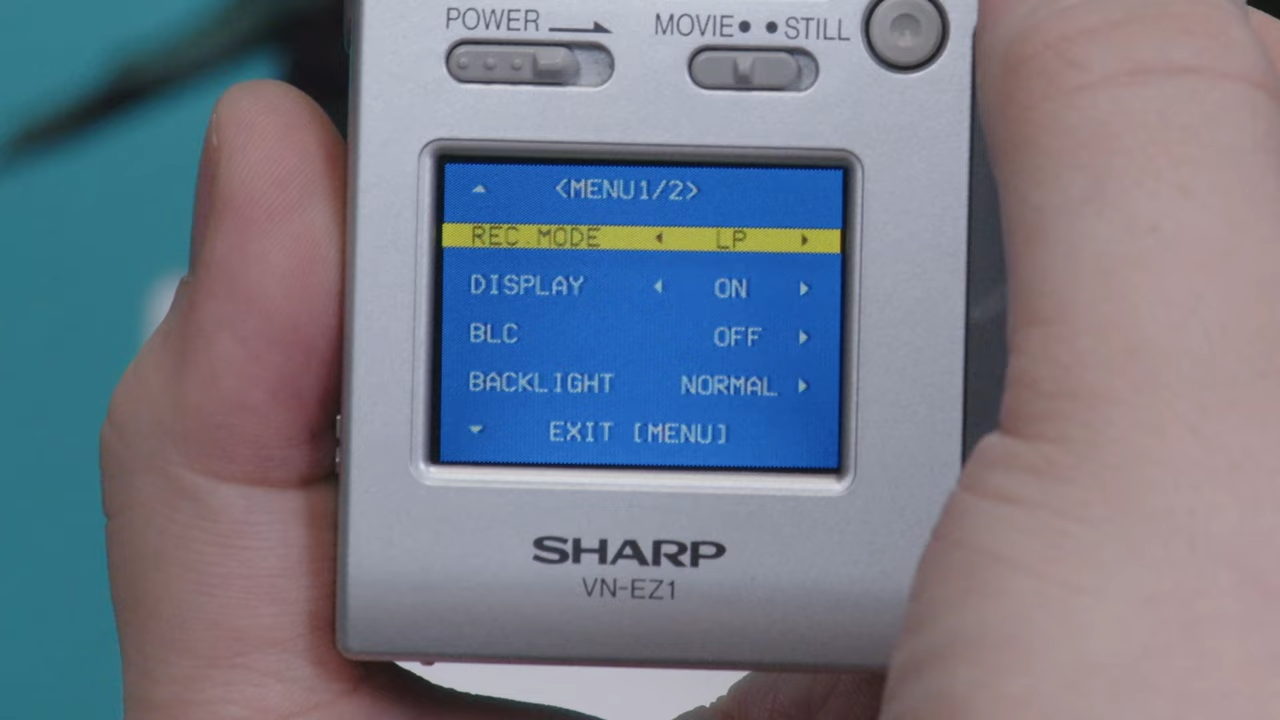 POWER
MOVIE • • STILL
<MENU1/2>
REC MODE LP
DISPLAY ON
BLC OFF
BACKLIGHT NORMAL
EXIT [MENU]
SHARP
VN-EZ1